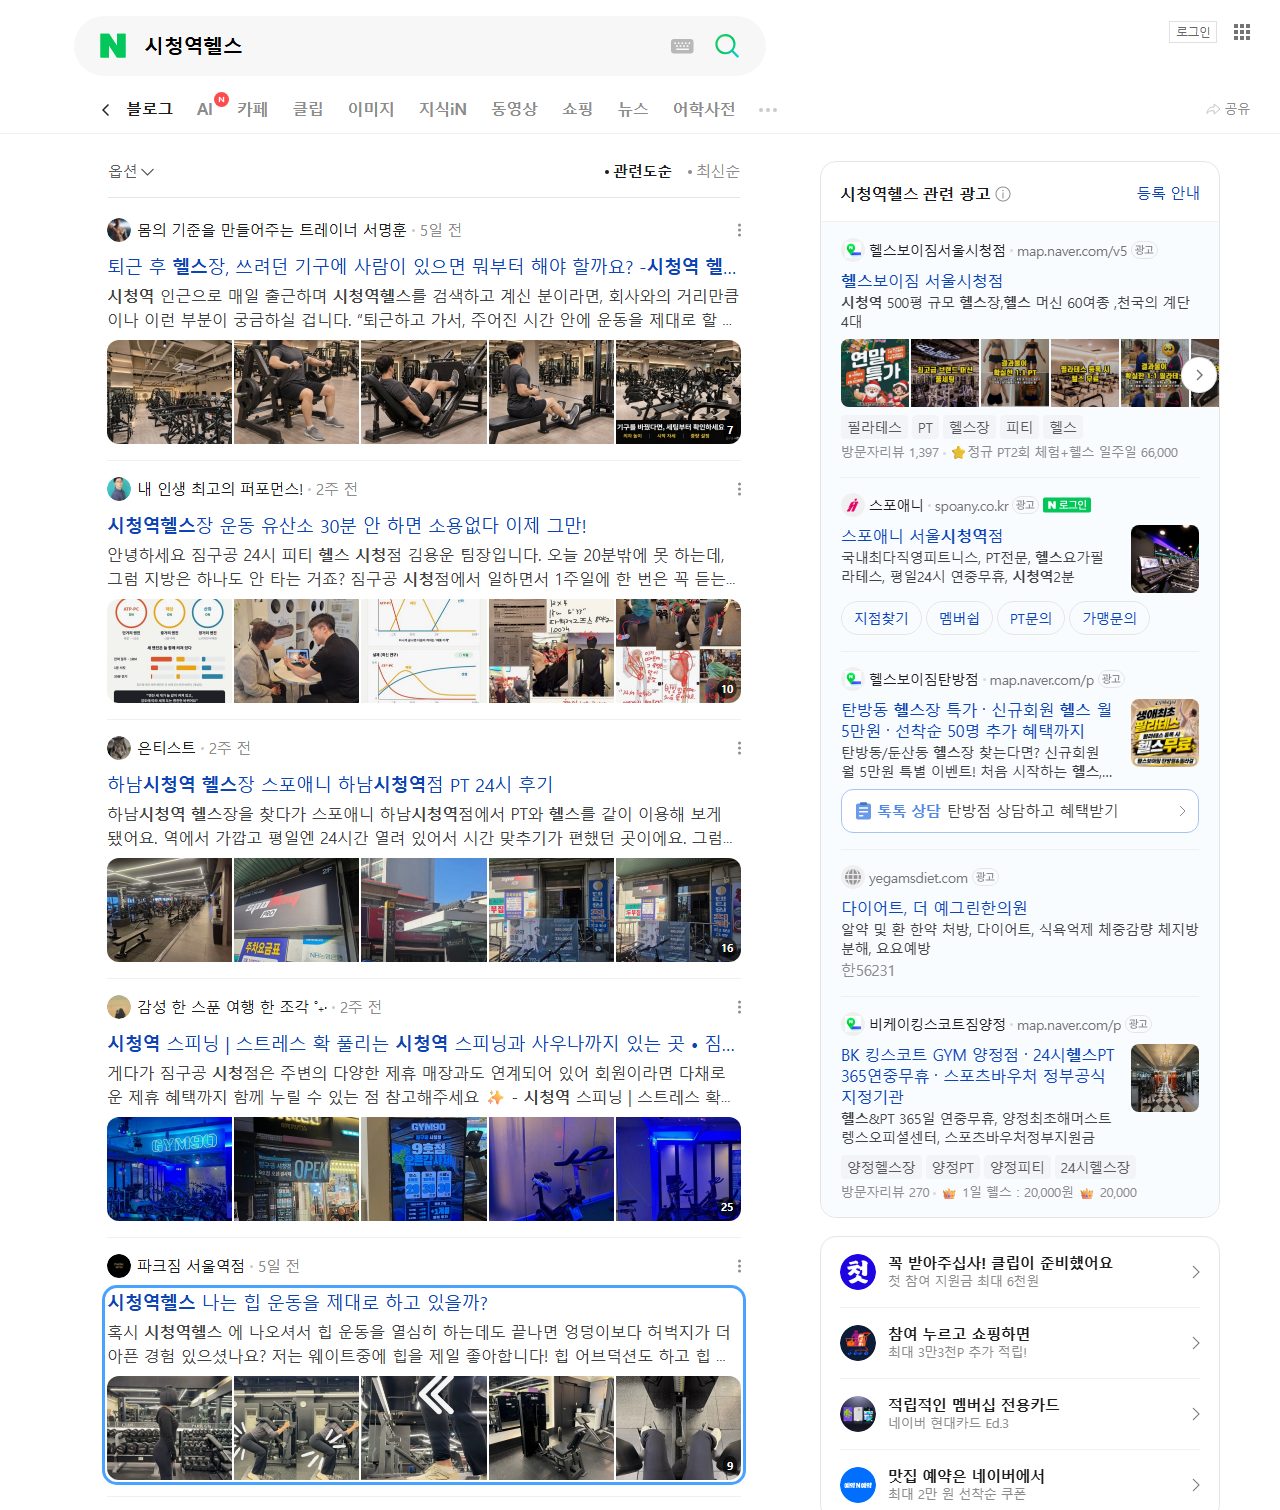 시청역헬스
로그인
블로그 AI N 카페 클립 이미지 지식iN 동영상 쇼핑 뉴스 어학사전
공유
옵션
관련도순 최신순
몸의 기준을 만들어주는 트레이너 서명훈 · 5일 전
퇴근 후 헬스장, 쓰려던 기구에 사람이 있으면 뭐부터 해야 할까요? -시청역 헬...
시청역 인근으로 매일 출근하며 시청역헬스를 검색하고 계신 분이라면, 회사와의 거리만큼
이나 이런 부분이 궁금하실 겁니다. “퇴근하고 가서, 주어진 시간 안에 운동을 제대로 할 ...
기구를 바꿨다면, 세팅부터 확인하세요
7
내 인생 최고의 퍼포먼스! · 2주 전
시청역헬스장 운동 유산소 30분 안 하면 소용없다 이제 그만!
안녕하세요 짐구공 24시 피티 헬스 시청점 김용운 팀장입니다. 오늘 20분밖에 못 하는데,
그럼 지방은 하나도 안 타는 거죠? 짐구공 시청점에서 일하면서 1주일에 한 번은 꼭 듣는...
ATP-PC
10
은티스트 · 2주 전
하남시청역 헬스장 스포애니 하남시청역점 PT 24시 후기
하남시청역 헬스장을 찾다가 스포애니 하남시청역점에서 PT와 헬스를 같이 이용해 보게
됐어요. 역에서 가깝고 평일엔 24시간 열려 있어서 시간 맞추기가 편했던 곳이에요. 그럼...
주차요금표
16
감성 한 스푼 여행 한 조각 · 2주 전
시청역 스피닝 | 스트레스 확 풀리는 시청역 스피닝과 사우나까지 있는 곳 • 짐...
게다가 짐구공 시청점은 주변의 다양한 제휴 매장과도 연계되어 있어 회원이라면 다채로
운 제휴 혜택까지 함께 누릴 수 있는 점 참고해주세요 ✨ - 시청역 스피닝 | 스트레스 확...
GYM90
OPEN
GYM90
9호점
25
파크짐 서울역점 · 5일 전
시청역헬스 나는 힙 운동을 제대로 하고 있을까?
혹시 시청역헬스 에 나오셔서 힙 운동을 열심히 하는데도 끝나면 엉덩이보다 허벅지가 더
아픈 경험 있으셨나요? 저는 웨이트중에 힙을 제일 좋아합니다! 힙 어브덕션도 하고 힙 ...
9
시청역헬스 관련 광고
등록 안내
헬스보이짐서울시청점 · map.naver.com/v5 광고
헬스보이짐 서울시청점
시청역 500평 규모 헬스장,헬스 머신 60여종 ,천국의 계단
4대
연말
특가
필라테스 PT 헬스장 피티 헬스
방문자리뷰 1,397 · ⭐정규 PT2회 체험+헬스 일주일 66,000
스포애니 · spoany.co.kr 광고 N 로그인
스포애니 서울시청역점
국내최다직영피트니스, PT전문, 헬스요가필
라테스, 평일24시 연중무휴, 시청역2분
지점찾기 멤버쉽 PT문의 가맹문의
헬스보이짐탄방점 · map.naver.com/p 광고
탄방동 헬스장 특가 · 신규회원 헬스 월
5만원 · 선착순 50명 추가 혜택까지
탄방동/둔산동 헬스장 찾는다면? 신규회원
월 5만원 특별 이벤트! 처음 시작하는 헬스,...
생애최초
필라테스
헬스무료
톡톡 상담 탄방점 상담하고 혜택받기
yegamsdiet.com 광고
다이어트, 더 예그린한의원
알약 및 환 한약 처방, 다이어트, 식욕억제 체중감량 체지방
분해, 요요예방
한56231
비케이킹스코트짐양정 · map.naver.com/p 광고
BK 킹스코트 GYM 양정점 · 24시헬스PT
365연중무휴 · 스포츠바우처 정부공식
지정기관
헬스&PT 365일 연중무휴, 양정최초해머스트
렝스오피셜센터, 스포츠바우처정부지원금
양정헬스장 양정PT 양정피티 24시헬스장
방문자리뷰 270 · 👑 1일 헬스 : 20,000원 👑 20,000
첫
꼭 받아주십사! 클립이 준비했어요
첫 참여 지원금 최대 6천원
참여 누르고 쇼핑하면
최대 3만3천P 추가 적립!
적립적인 멤버십 전용카드
네이버 현대카드 Ed.3
맛집 예약은 네이버에서
최대 2만 원 선착순 쿠폰